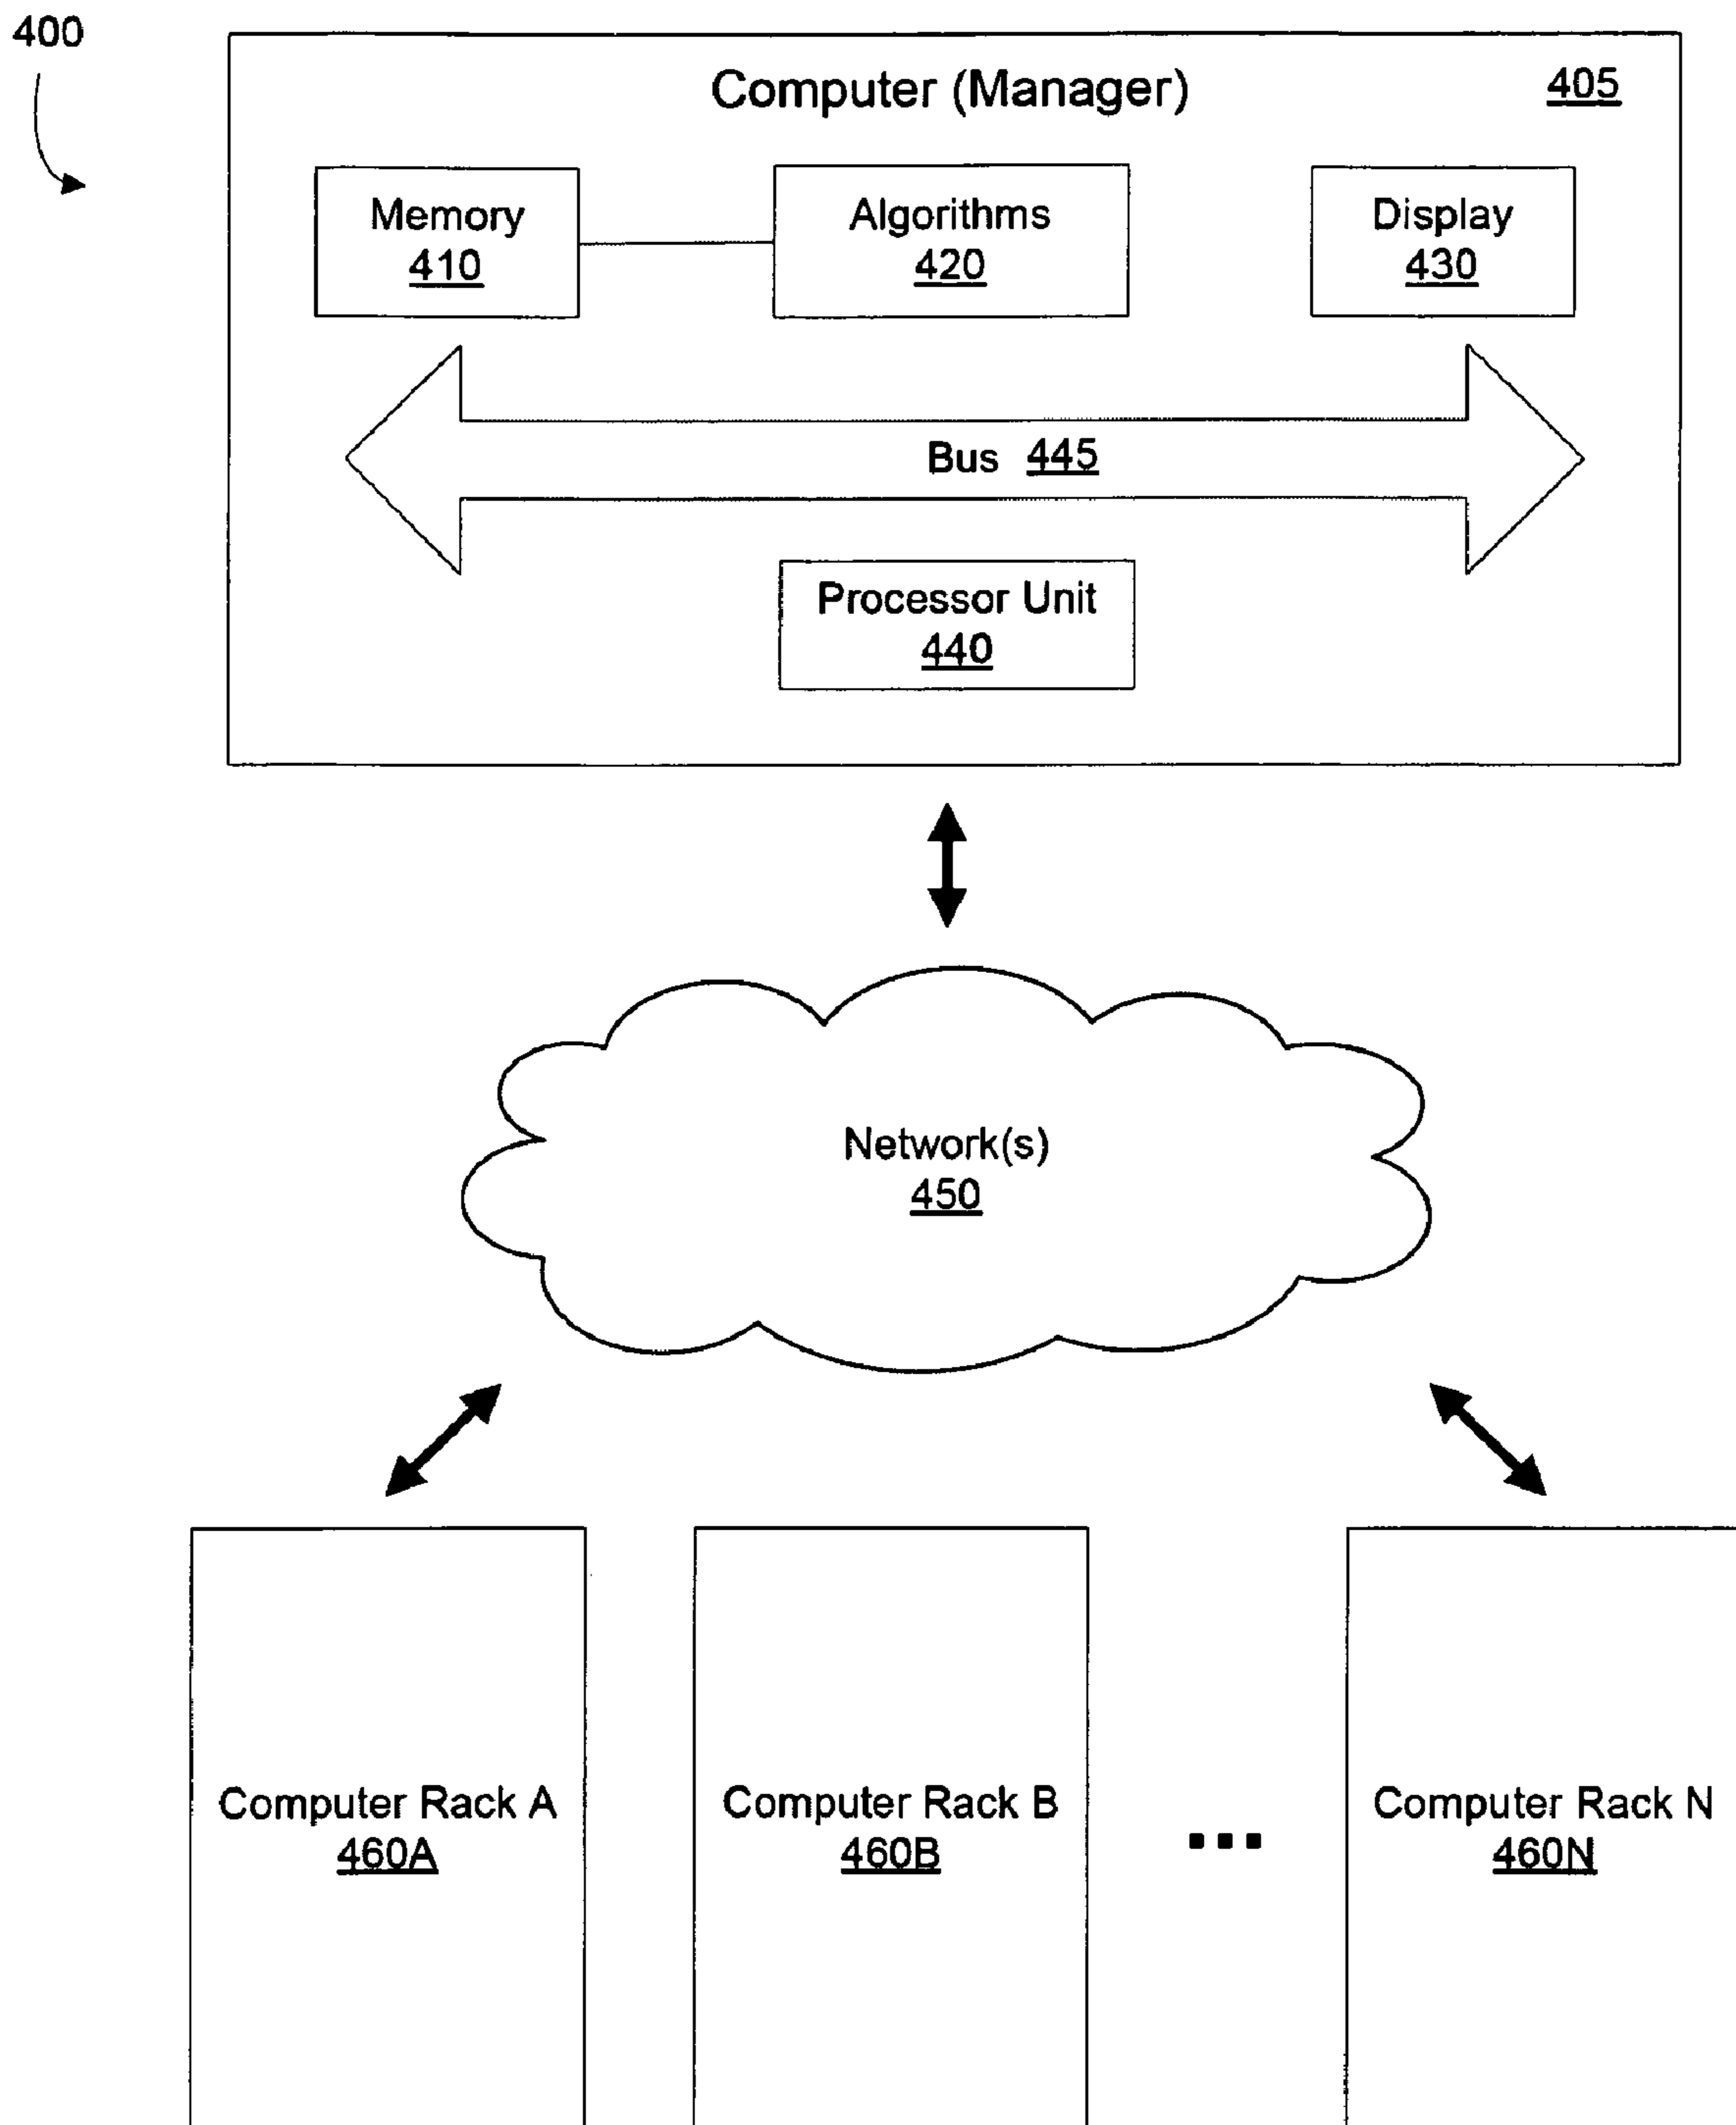 400
Computer (Manager)
405
Memory
410
Algorithms
420
Display
430
Bus 445
Processor Unit
440
Network(s)
450
Computer Rack A
460A
Computer Rack B
460B
...
Computer Rack N
460N